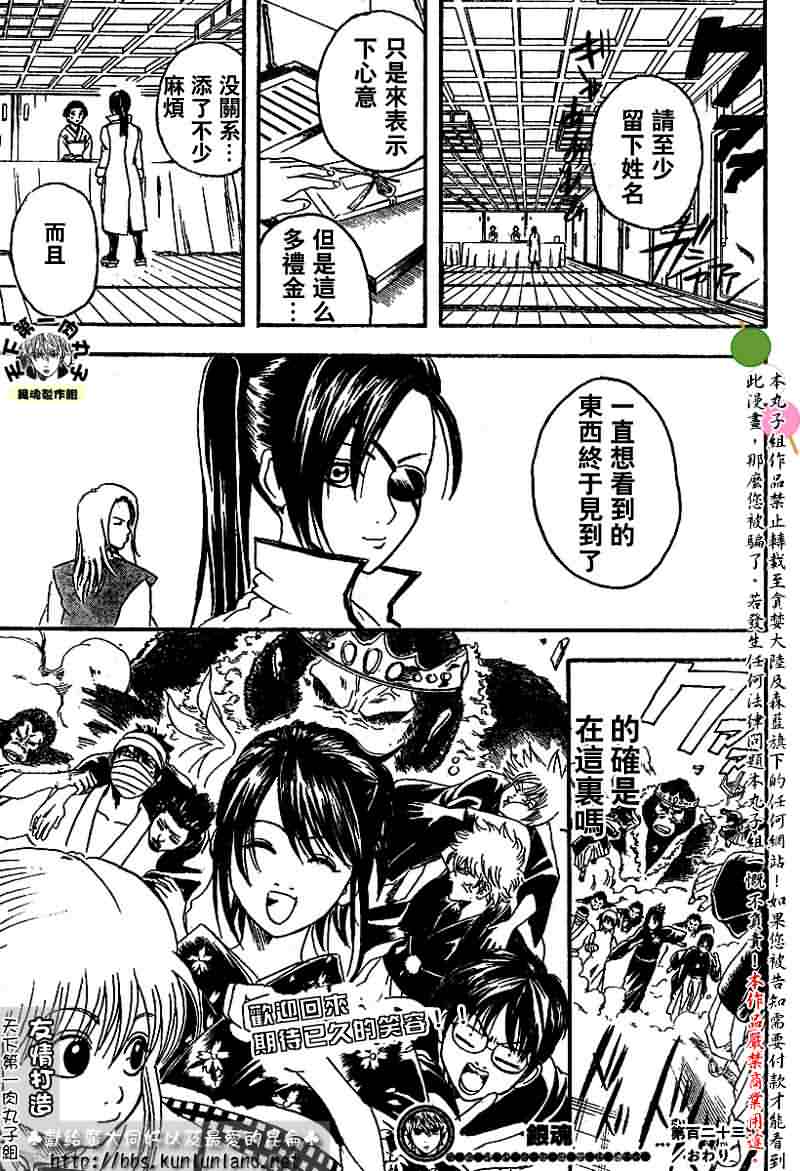 請至少
留下姓名
只是來表示
下心意
但是這么
多禮金…
没關系…
添了不少
麻煩
而且
天下第一肉丸子
銀魂製作組
一直想看到的
東西終于見到了
的確是
在這裏嗎
歡迎回來
期待已久的笑容!
本丸子組作品禁止轉載至貪婪大陸及森藍旗下的任何網站!如果您被告知需要付款才能看到
此漫畫,那麼您被騙了。若發生任何法律問題本丸子組一慨不負責!本作品嚴禁商業用途。
友情打造
天下第一肉丸子組
銀魂
第百二十三
おわり
http://bbs.kunlunland.net